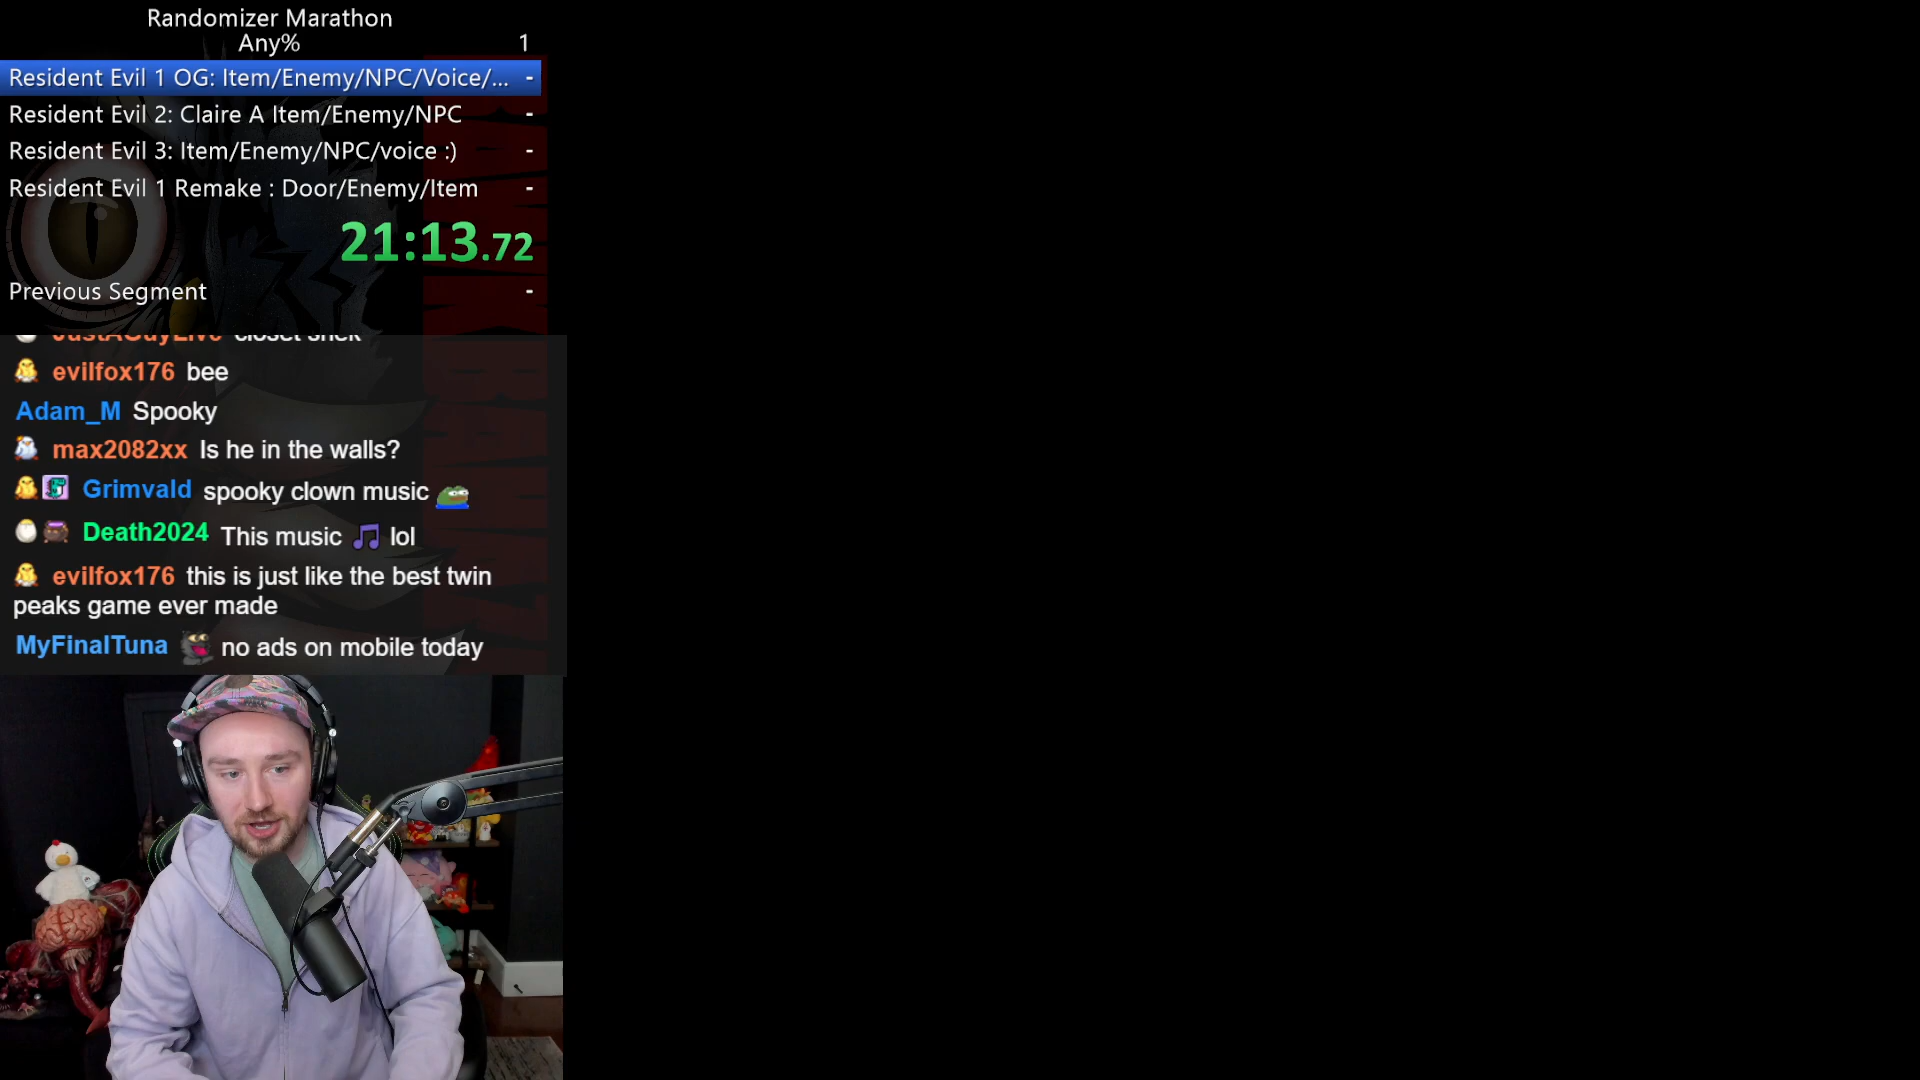 Randomizer Marathon
Any% 1
Resident Evil 1 OG: Item/Enemy/NPC/Voice/... -
Resident Evil 2: Claire A Item/Enemy/NPC -
Resident Evil 3: Item/Enemy/NPC/voice :) -
Resident Evil 1 Remake : Door/Enemy/Item -
21:13.72
Previous Segment -
JustAGuyLive closet shek
evilfox176 bee
Adam_M Spooky
max2082xx Is he in the walls?
Grimvald spooky clown music
Death2024 This music 🎵 lol
evilfox176 this is just like the best twin
peaks game ever made
MyFinalTuna no ads on mobile today